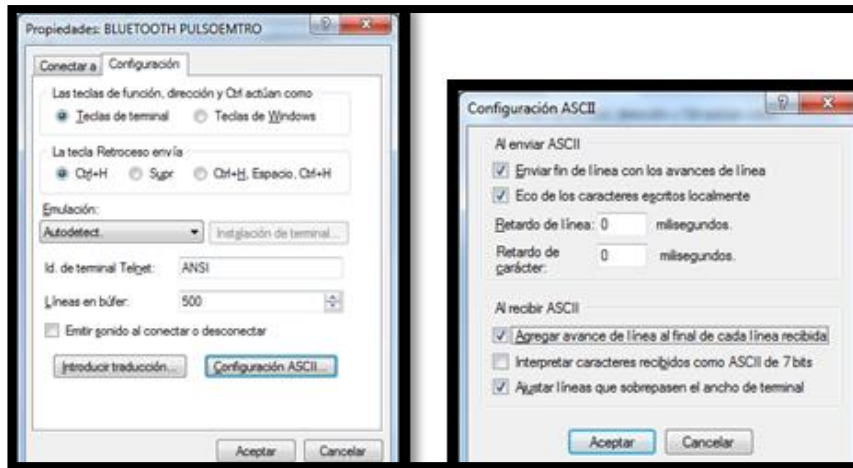 Propiedades: BLUETOOTH PULSOEMTRO
Conectar a
Configuración
Las teclas de función, dirección y Ctrl actúan como
Teclas de terminal
Teclas de Windows
La tecla Retroceso envía
Ctrl+H
Supr
Ctrl+H, Espacio, Ctrl+H
Emulación:
Autodetect.
Instalación de terminal...
Id. de terminal Telnet:
ANSI
Líneas en búfer:
500
Emitir sonido al conectar o desconectar
Introducir traducción...
Configuración ASCII...
Aceptar
Cancelar
Configuración ASCII
Al enviar ASCII
Enviar fin de línea con los avances de línea
Eco de los caracteres escritos localmente
Retardo de línea: 0 milisegundos.
Retardo de
carácter: 0 milisegundos.
Al recibir ASCII
Agregar avance de línea al final de cada línea recibida
Interpretar caracteres recibidos como ASCII de 7 bits
Ajustar líneas que sobrepasen el ancho de terminal
Aceptar
Cancelar